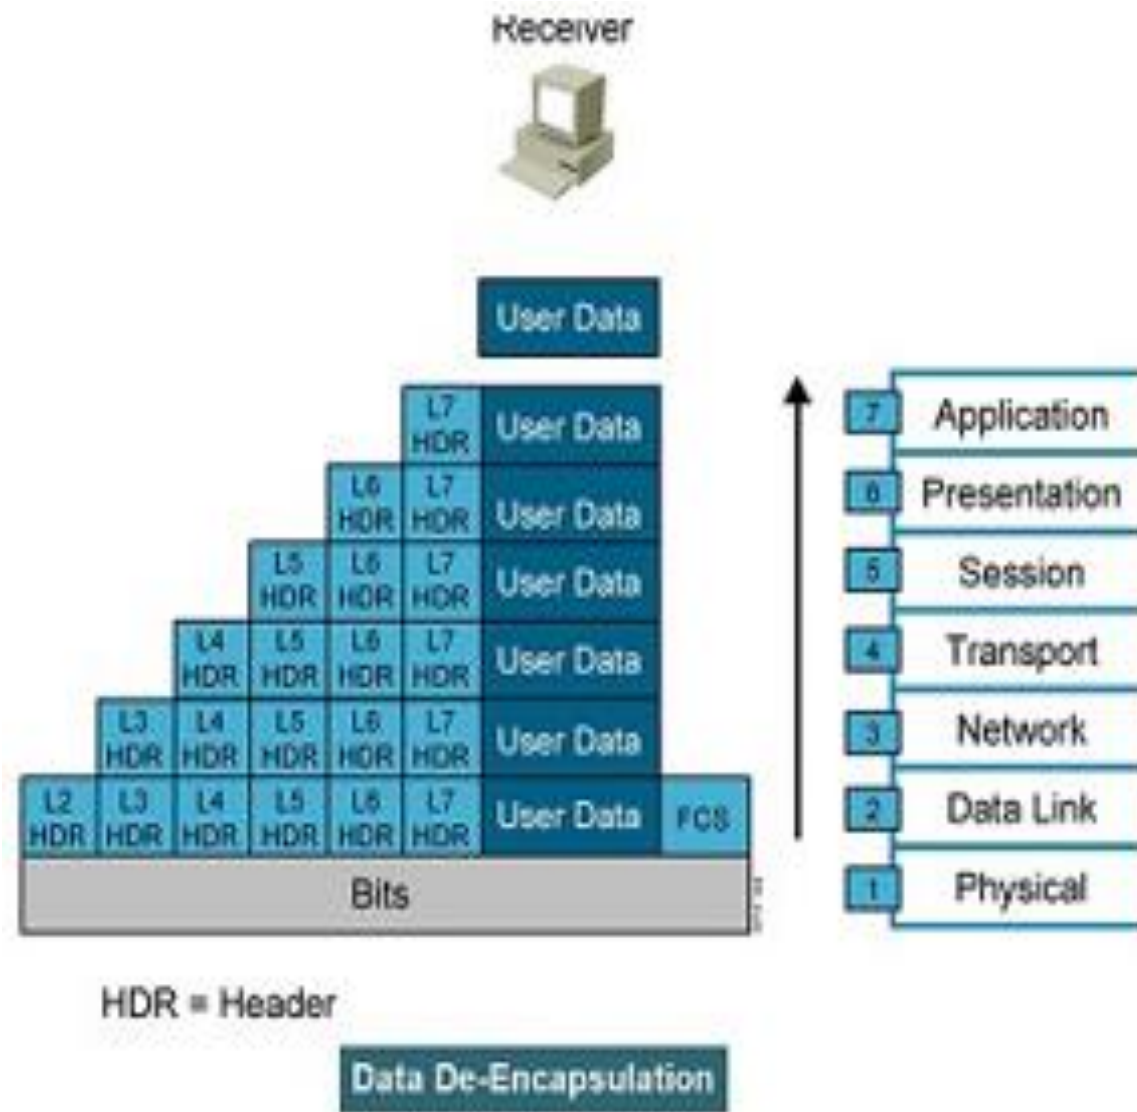 Receiver
User Data
L7 HDR User Data
L6 HDR L7 HDR User Data
L5 HDR L6 HDR L7 HDR User Data
L4 HDR L5 HDR L6 HDR L7 HDR User Data
L3 HDR L4 HDR L5 HDR L6 HDR L7 HDR User Data
L2 HDR L3 HDR L4 HDR L5 HDR L6 HDR L7 HDR User Data FCS
Bits
7 Application
6 Presentation
5 Session
4 Transport
3 Network
2 Data Link
1 Physical
HDR = Header
Data De-Encapsulation